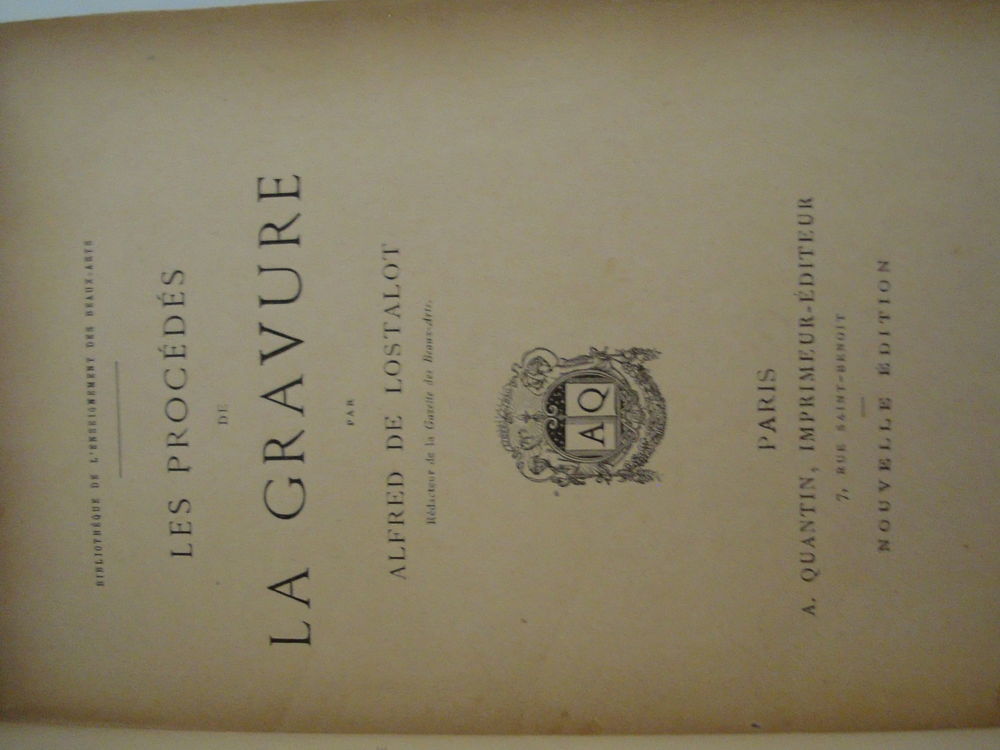 BIBLIOTHÈQUE DE L'ENSEIGNEMENT DES BEAUX-ARTS
LES PROCÉDÉS
DE
LA GRAVURE
PAR
ALFRED DE LOSTALOT
Rédacteur de la Gazette des Beaux-Arts.
A Q
PARIS
A. QUANTIN, IMPRIMEUR-ÉDITEUR
7, RUE SAINT-BENOIT
NOUVELLE ÉDITION